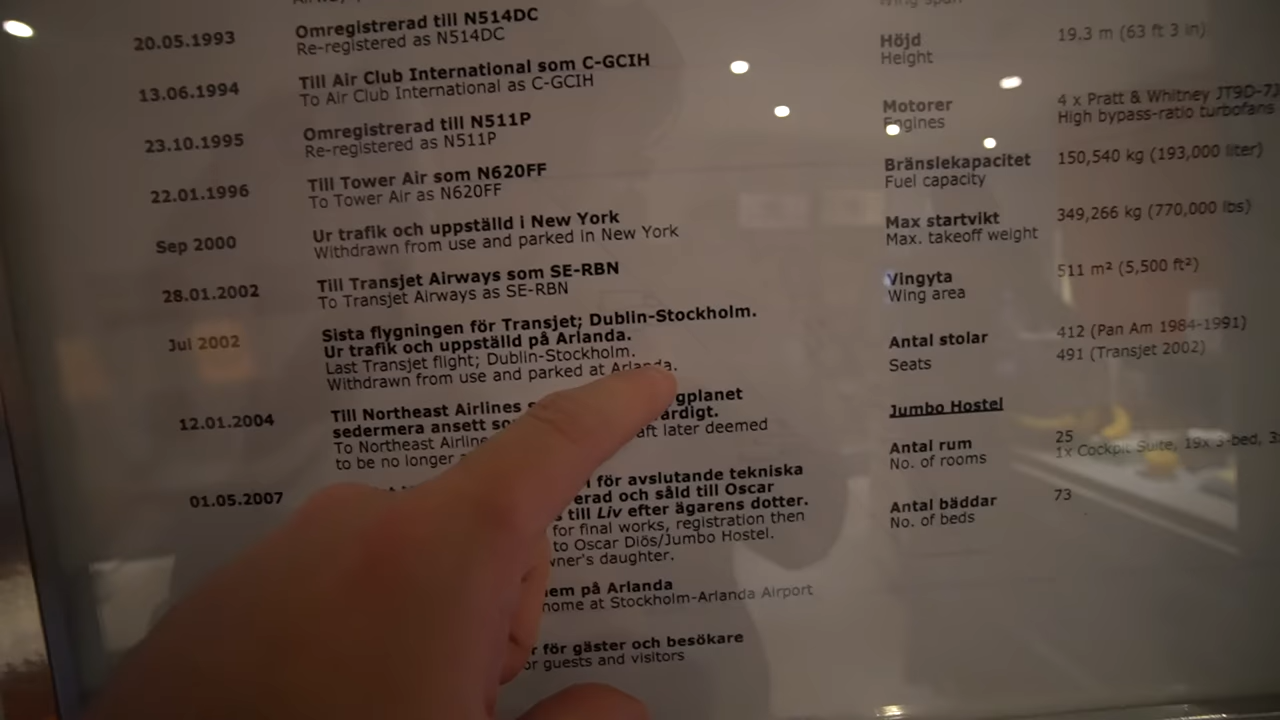 20.05.1993
Omregistrerad till N514DC
Re-registered as N514DC
13.06.1994
Till Air Club International som C-GCIH
To Air Club International as C-GCIH
23.10.1995
Omregistrerad till N511P
Re-registered as N511P
22.01.1996
Till Tower Air som N620FF
To Tower Air as N620FF
Sep 2000
Ur trafik och uppställd i New York
Withdrawn from use and parked in New York
28.01.2002
Till Transjet Airways som SE-RBN
To Transjet Airways as SE-RBN
Jul 2002
Sista flygningen för Transjet; Dublin-Stockholm.
Ur trafik och uppställd på Arlanda.
Last Transjet flight; Dublin-Stockholm.
Withdrawn from use and parked at Arlanda.
12.01.2004
Till Northeast Airlines
sedermera ansett
To Northeast Airline
later deemed
to be no longer
01.05.2007
för avslutande tekniska
och såld till Oscar
till Liv efter ägarens dotter.
for final works, registration then
to Oscar Diös/Jumbo Hostel.
daughter.
på Arlanda
home at Stockholm-Arlanda Airport
för gäster och besökare
guests and visitors
Wing span
Höjd
Height
19.3 m (63 ft 3 in)
Motorer
Engines
4 x Pratt & Whitney
High bypass-ratio turbofans
Bränslekapacitet
Fuel capacity
150,540 kg (193,000 liter)
Max startvikt
Max. takeoff weight
349,266 kg (770,000 lbs)
Vingyta
Wing area
511 m² (5,500 ft²)
Antal stolar
Seats
412 (Pan Am 1984-1991)
491 (Transjet 2002)
Jumbo Hostel
Antal rum
No. of rooms
25
1x Cockpit Suite, 19x 3-bed,
Antal bäddar
No. of beds
73